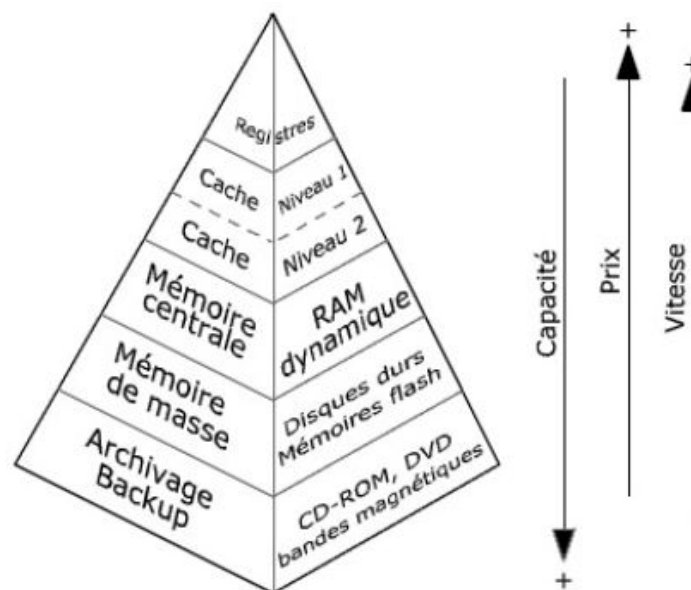 Registres
Cache
Niveau 1
Cache
Niveau 2
Mémoire
centrale
RAM
dynamique
Mémoire
de masse
Disques durs
Mémoires flash
Archivage
Backup
CD-ROM, DVD
bandes magnétiques
Capacité
+
Prix
+
Vitesse
+